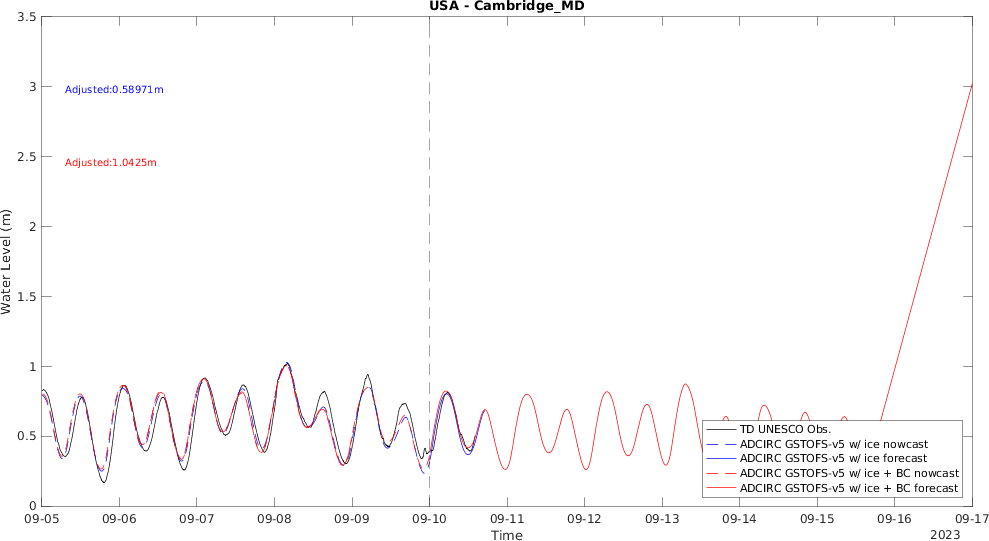 USA - Cambridge_MD
3.5
3
2.5
2
1.5
1
0.5
0
Water Level (m)
Adjusted:0.58971m
Adjusted:1.0425m
TD UNESCO Obs.
ADCIRC GSTOFS-v5 w/ ice nowcast
ADCIRC GSTOFS-v5 w/ ice forecast
ADCIRC GSTOFS-v5 w/ ice + BC nowcast
ADCIRC GSTOFS-v5 w/ ice + BC forecast
09-05 09-06 09-07 09-08 09-09 09-10 09-11 09-12 09-13 09-14 09-15 09-16 09-17
Time
2023